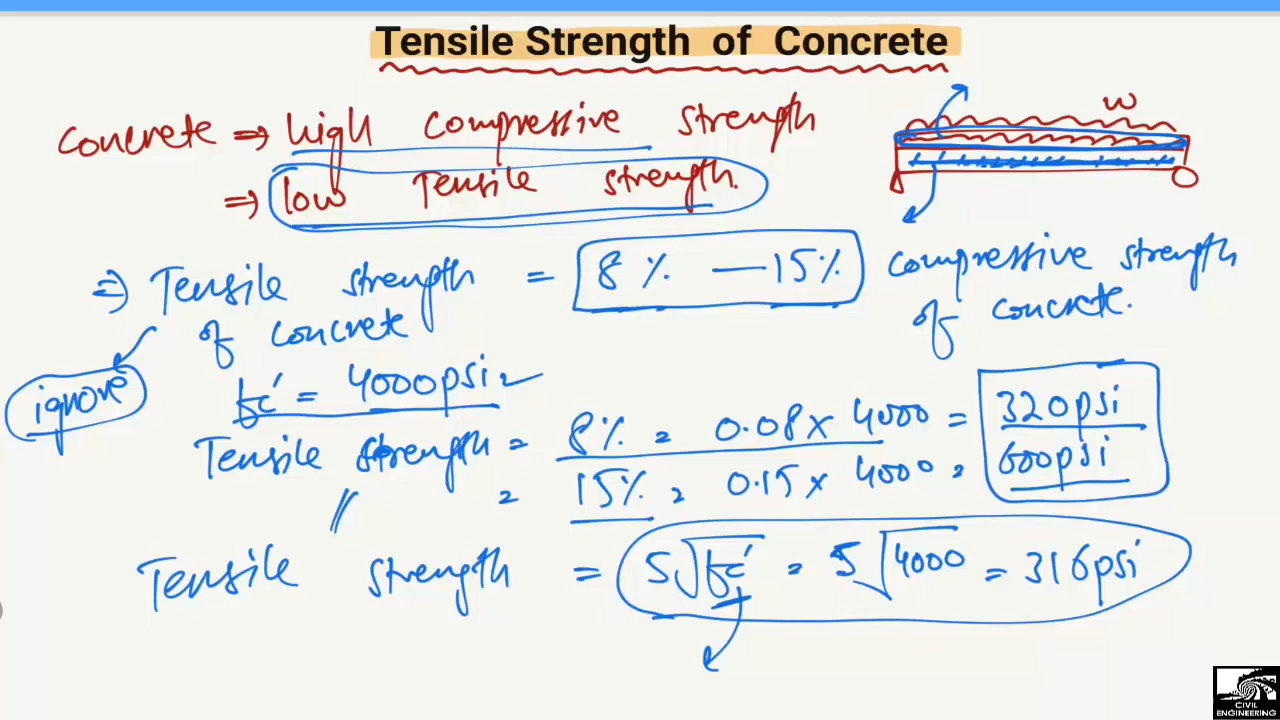 Tensile Strength of Concrete
Concrete ⇒ high compressive strength
⇒ low Tensile strength.
w
⇒ Tensile strength of concrete = 8% — 15% compressive strength of concrete.
ignore
fc' = 4000psi
Tensile strength = 8% = 0.08 x 4000 = 320psi
" = 15% = 0.15 x 4000 = 600psi
Tensile strength = 5√fc' = 5√4000 = 316psi
CIVIL
ENGINEERING